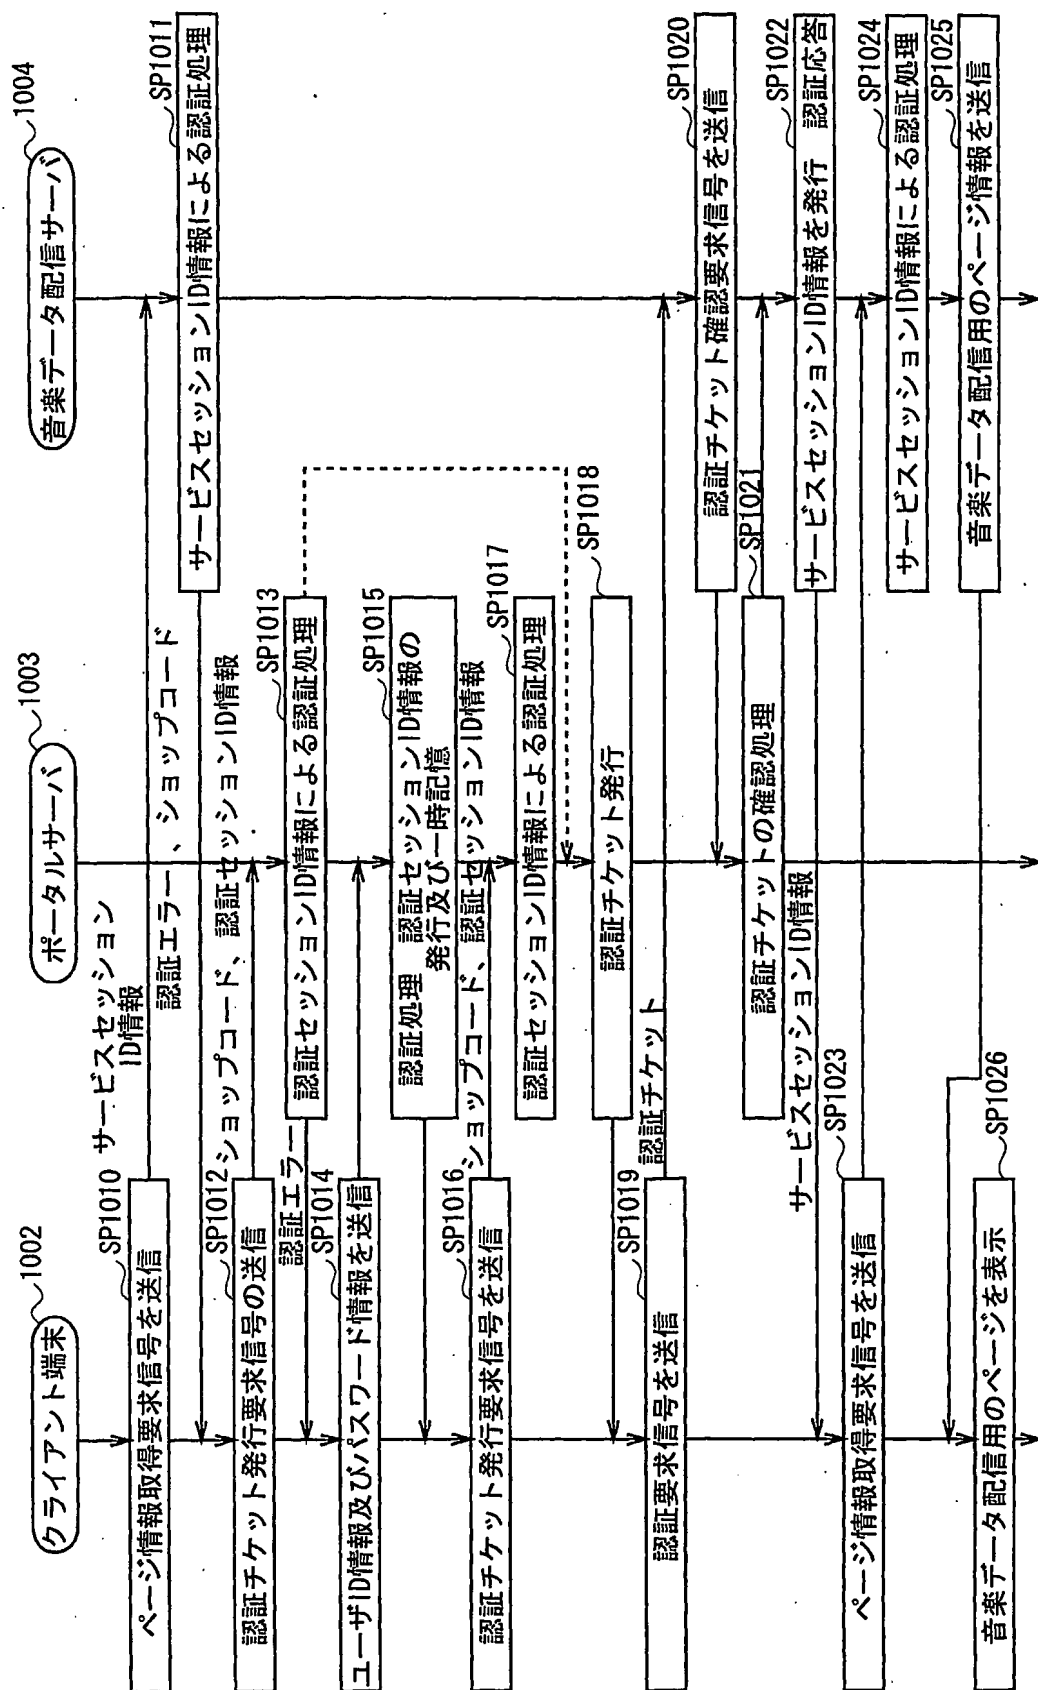 クライアント端末
1002
ポータルサーバ
1003
音楽データ配信サーバ
1004
SP1010
ページ情報取得要求信号を送信
サービスセッション
ID情報
SP1011
サービスセッションID情報による認証処理
認証エラー、ショップコード
SP1012
認証チケット発行要求信号の送信
ショップコード、認証セッションID情報
SP1013
認証セッションID情報による認証処理
認証エラー
SP1014
ユーザID情報及びパスワード情報を送信
SP1015
認証処理 認証セッションID情報の
発行及び一時記憶
SP1016
認証チケット発行要求信号を送信
ショップコード、認証セッションID情報
SP1017
認証セッションID情報による認証処理
SP1018
認証チケット発行
SP1019
認証要求信号を送信
認証チケット
SP1020
認証チケット確認要求信号を送信
SP1021
認証チケットの確認処理
SP1022
サービスセッションID情報を発行 認証応答
サービスセッションID情報
SP1023
ページ情報取得要求信号を送信
SP1024
サービスセッションID情報による認証処理
SP1025
音楽データ配信用のページ情報を送信
SP1026
音楽データ配信用のページを表示